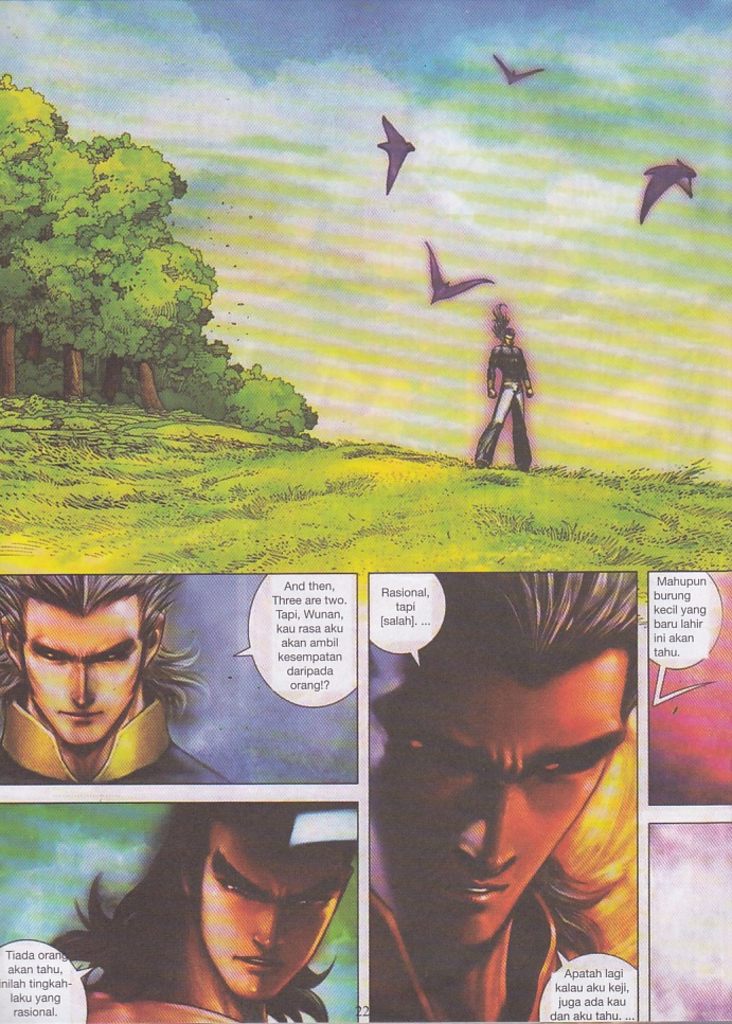 And then,
Three are two.
Tapi, Wunan,
kau rasa aku
ambil
kesempatan
daripada
orang!?
Tiada orang
akan tahu,
inilah tingkah-
laku yang
rasional.
Rasional,
tapi
[salah]. ...
Apatah lagi
kalau aku keji,
juga ada kau
dan aku tahu. ...
Mahupun
burung
kecil yang
baru lahir
ini akan
tahu.
22